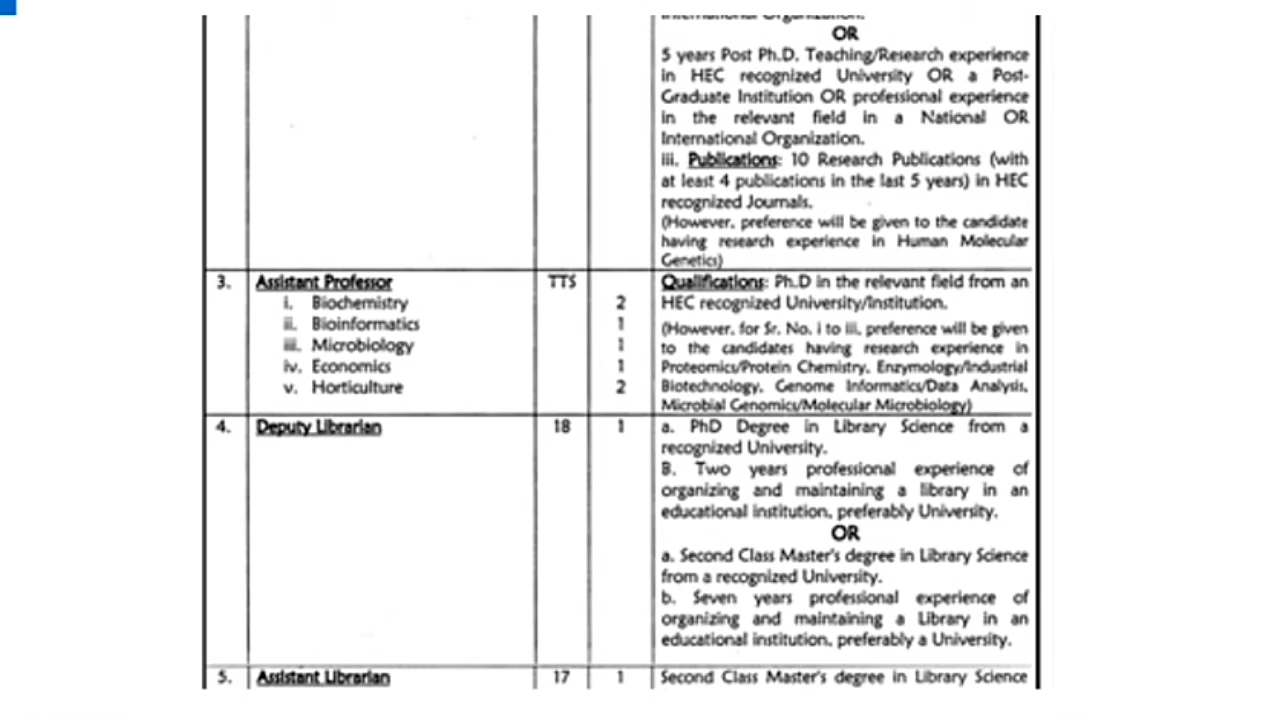 International Organization.
OR
5 years Post Ph.D. Teaching/Research experience
in HEC recognized University OR a Post-
Graduate Institution OR professional experience
in the relevant field in a National OR
International Organization.
iii. Publications: 10 Research Publications (with
at least 4 publications in the last 5 years) in HEC
recognized Journals.
(However, preference will be given to the candidate
having research experience in Human Molecular
Genetics)
3. Assistant Professor TTS
i. Biochemistry 2
ii. Bioinformatics 1
iii. Microbiology 1
iv. Economics 1
v. Horticulture 2
Qualifications: Ph.D in the relevant field from an
HEC recognized University/Institution.
(However, for Sr. No. i to iii, preference will be given
to the candidates having research experience in
Proteomics/Protein Chemistry, Enzymology/Industrial
Biotechnology, Genome Informatics/Data Analysis,
Microbial Genomics/Molecular Microbiology)
4. Deputy Librarian 18 1
a. PhD Degree in Library Science from a
recognized University.
B. Two years professional experience of
organizing and maintaining a library in an
educational institution, preferably University.
OR
a. Second Class Master's degree in Library Science
from a recognized University.
b. Seven years professional experience of
organizing and maintaining a Library in an
educational institution, preferably a University.
5. Assistant Librarian 17 1 Second Class Master's degree in Library Science